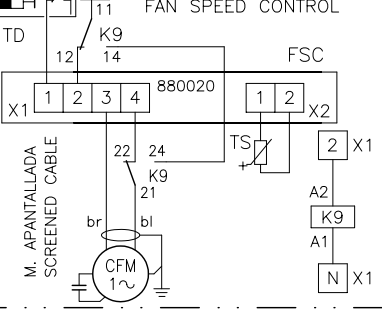 FAN SPEED CONTROL
11
TD
K9
12
14
FSC
880020
X1
1
2
3
4
1
2
X2
M. APANTALLADA
SCREENED CABLE
22
24
K9
21
TS
+
2
X1
A2
K9
A1
br
bl
CFM
1~
N
X1